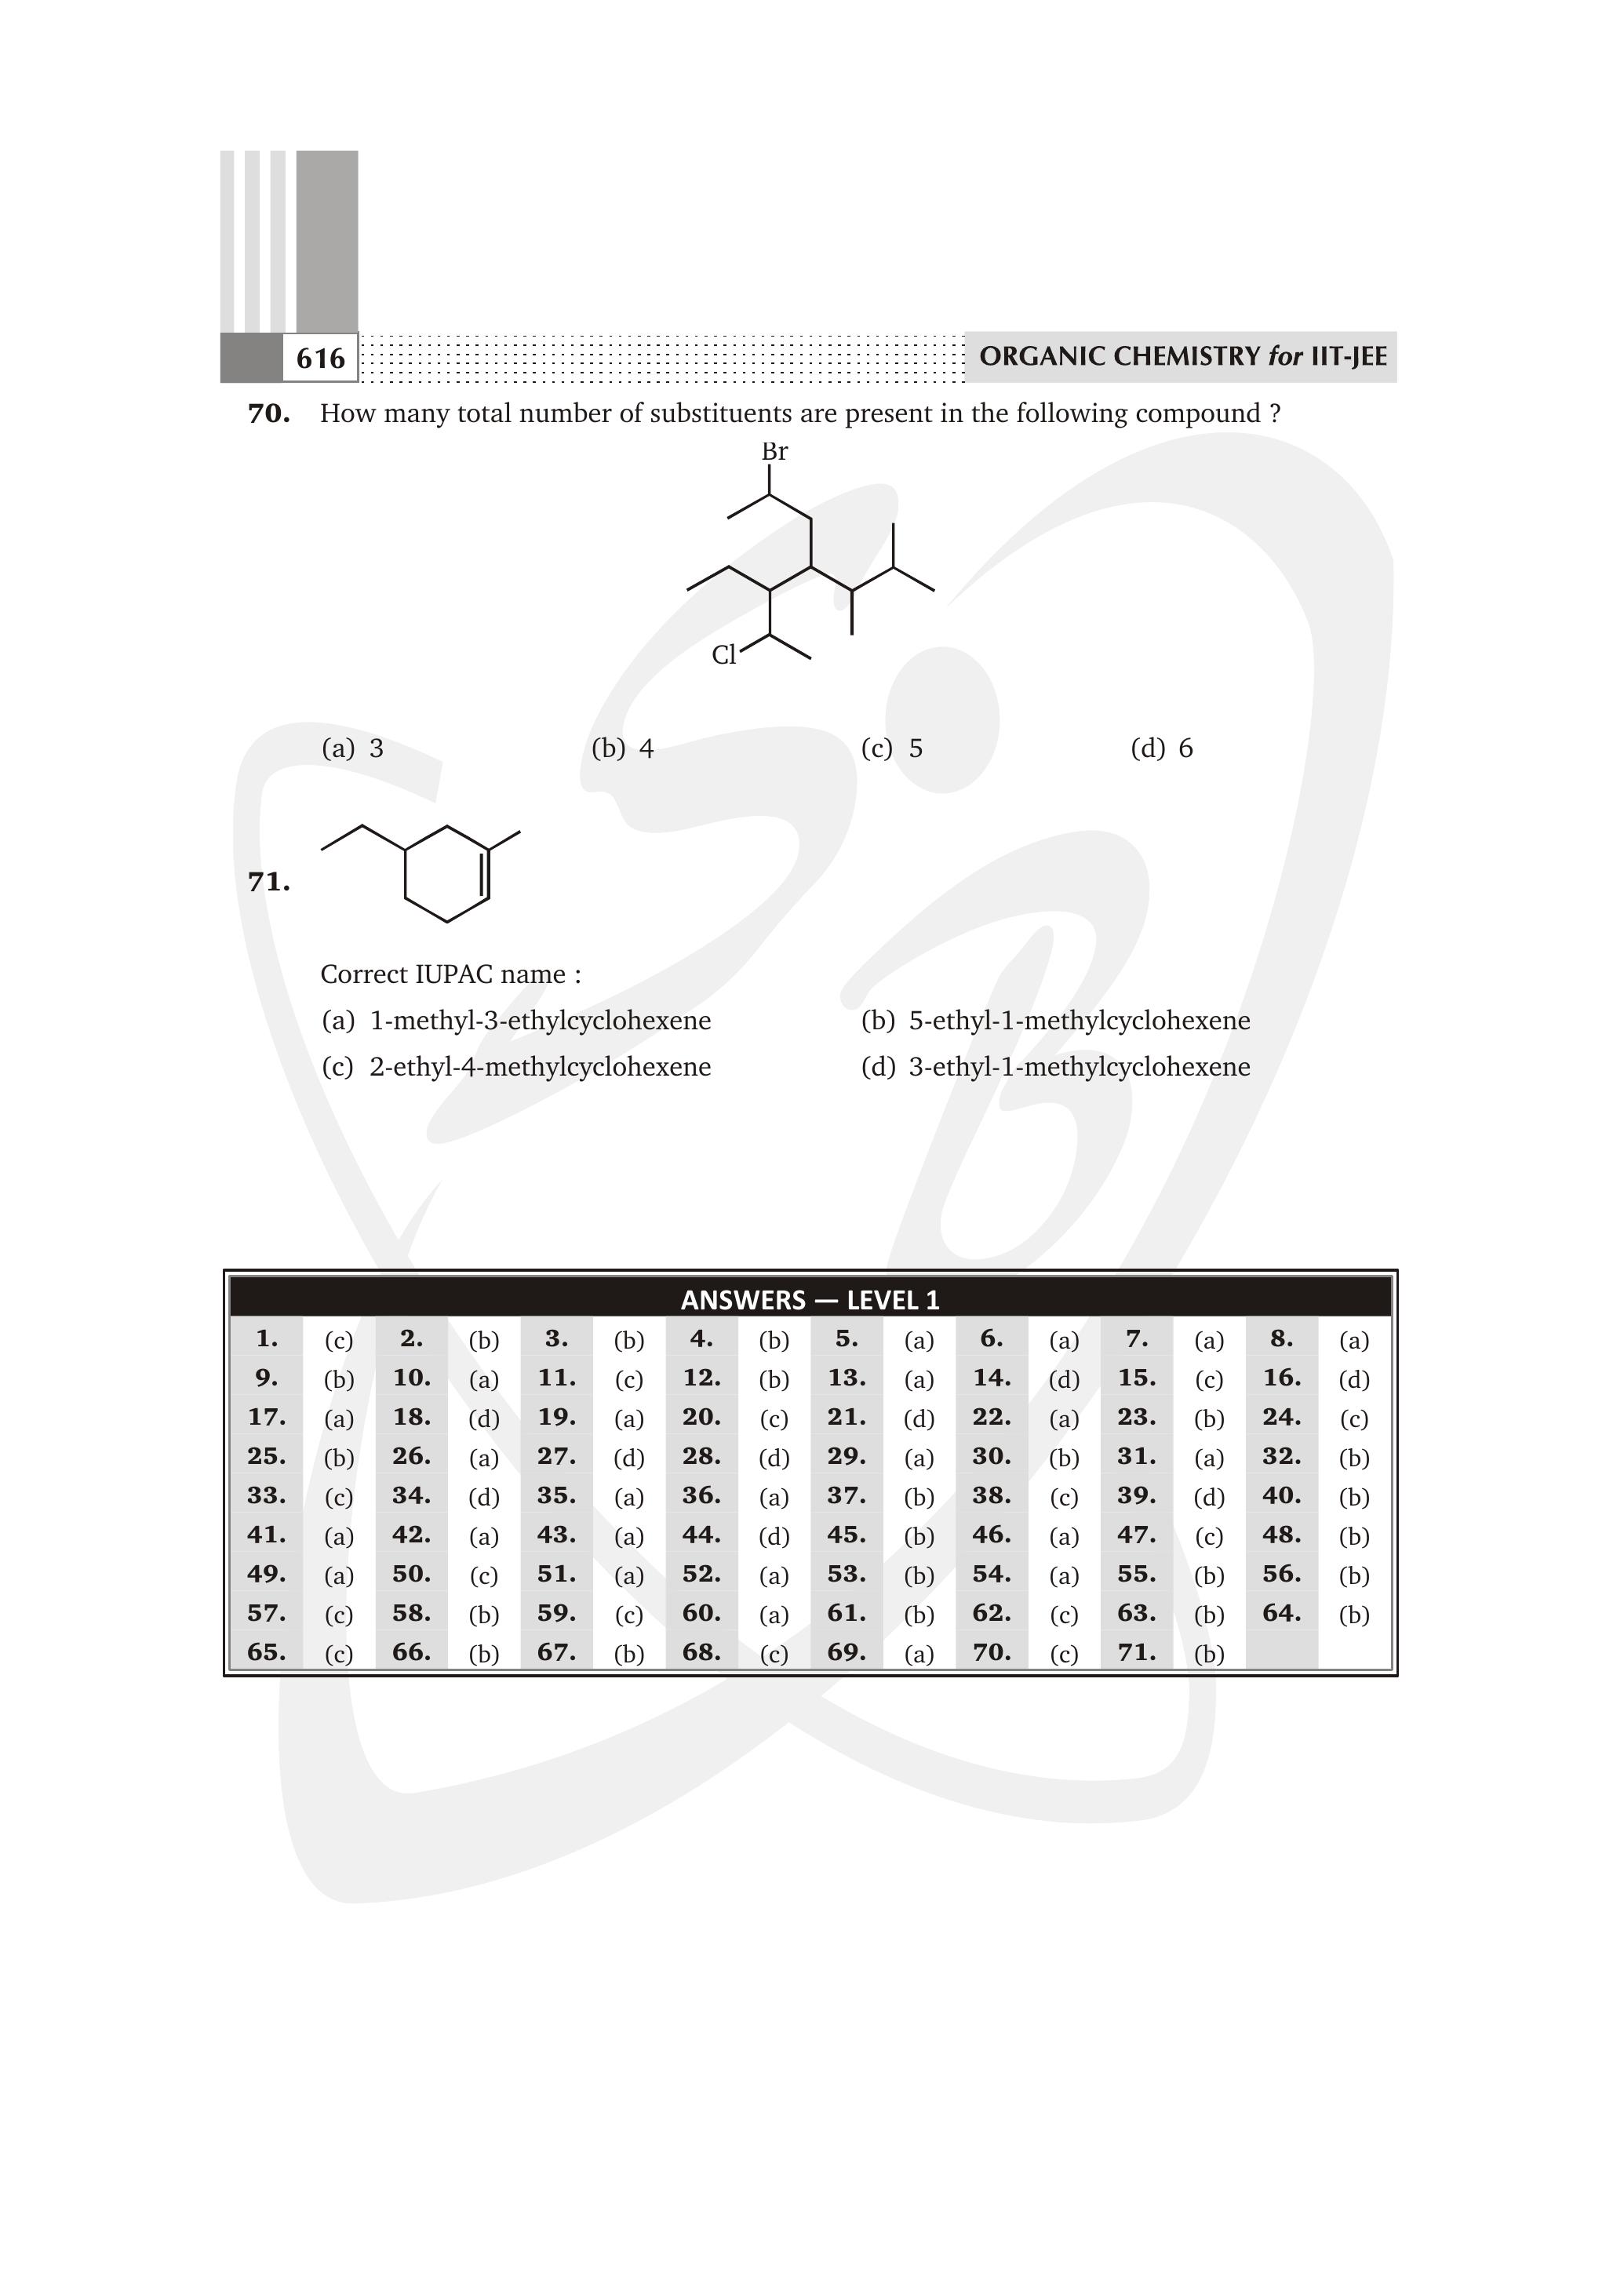 616
ORGANIC CHEMISTRY for IIT-JEE
70. How many total number of substituents are present in the following compound ?
Br
Cl
(a) 3 (b) 4 (c) 5 (d) 6
71.
Correct IUPAC name :
(a) 1-methyl-3-ethylcyclohexene (b) 5-ethyl-1-methylcyclohexene
(c) 2-ethyl-4-methylcyclohexene (d) 3-ethyl-1-methylcyclohexene
ANSWERS — LEVEL 1
1. (c) 2. (b) 3. (b) 4. (b) 5. (a) 6. (a) 7. (a) 8. (a)
9. (b) 10. (a) 11. (c) 12. (b) 13. (a) 14. (d) 15. (c) 16. (d)
17. (a) 18. (d) 19. (a) 20. (c) 21. (d) 22. (a) 23. (b) 24. (c)
25. (b) 26. (a) 27. (d) 28. (d) 29. (a) 30. (b) 31. (a) 32. (b)
33. (c) 34. (d) 35. (a) 36. (a) 37. (b) 38. (c) 39. (d) 40. (b)
41. (a) 42. (a) 43. (a) 44. (d) 45. (b) 46. (a) 47. (c) 48. (b)
49. (a) 50. (c) 51. (a) 52. (a) 53. (b) 54. (a) 55. (b) 56. (b)
57. (c) 58. (b) 59. (c) 60. (a) 61. (b) 62. (c) 63. (b) 64. (b)
65. (c) 66. (b) 67. (b) 68. (c) 69. (a) 70. (c) 71. (b)